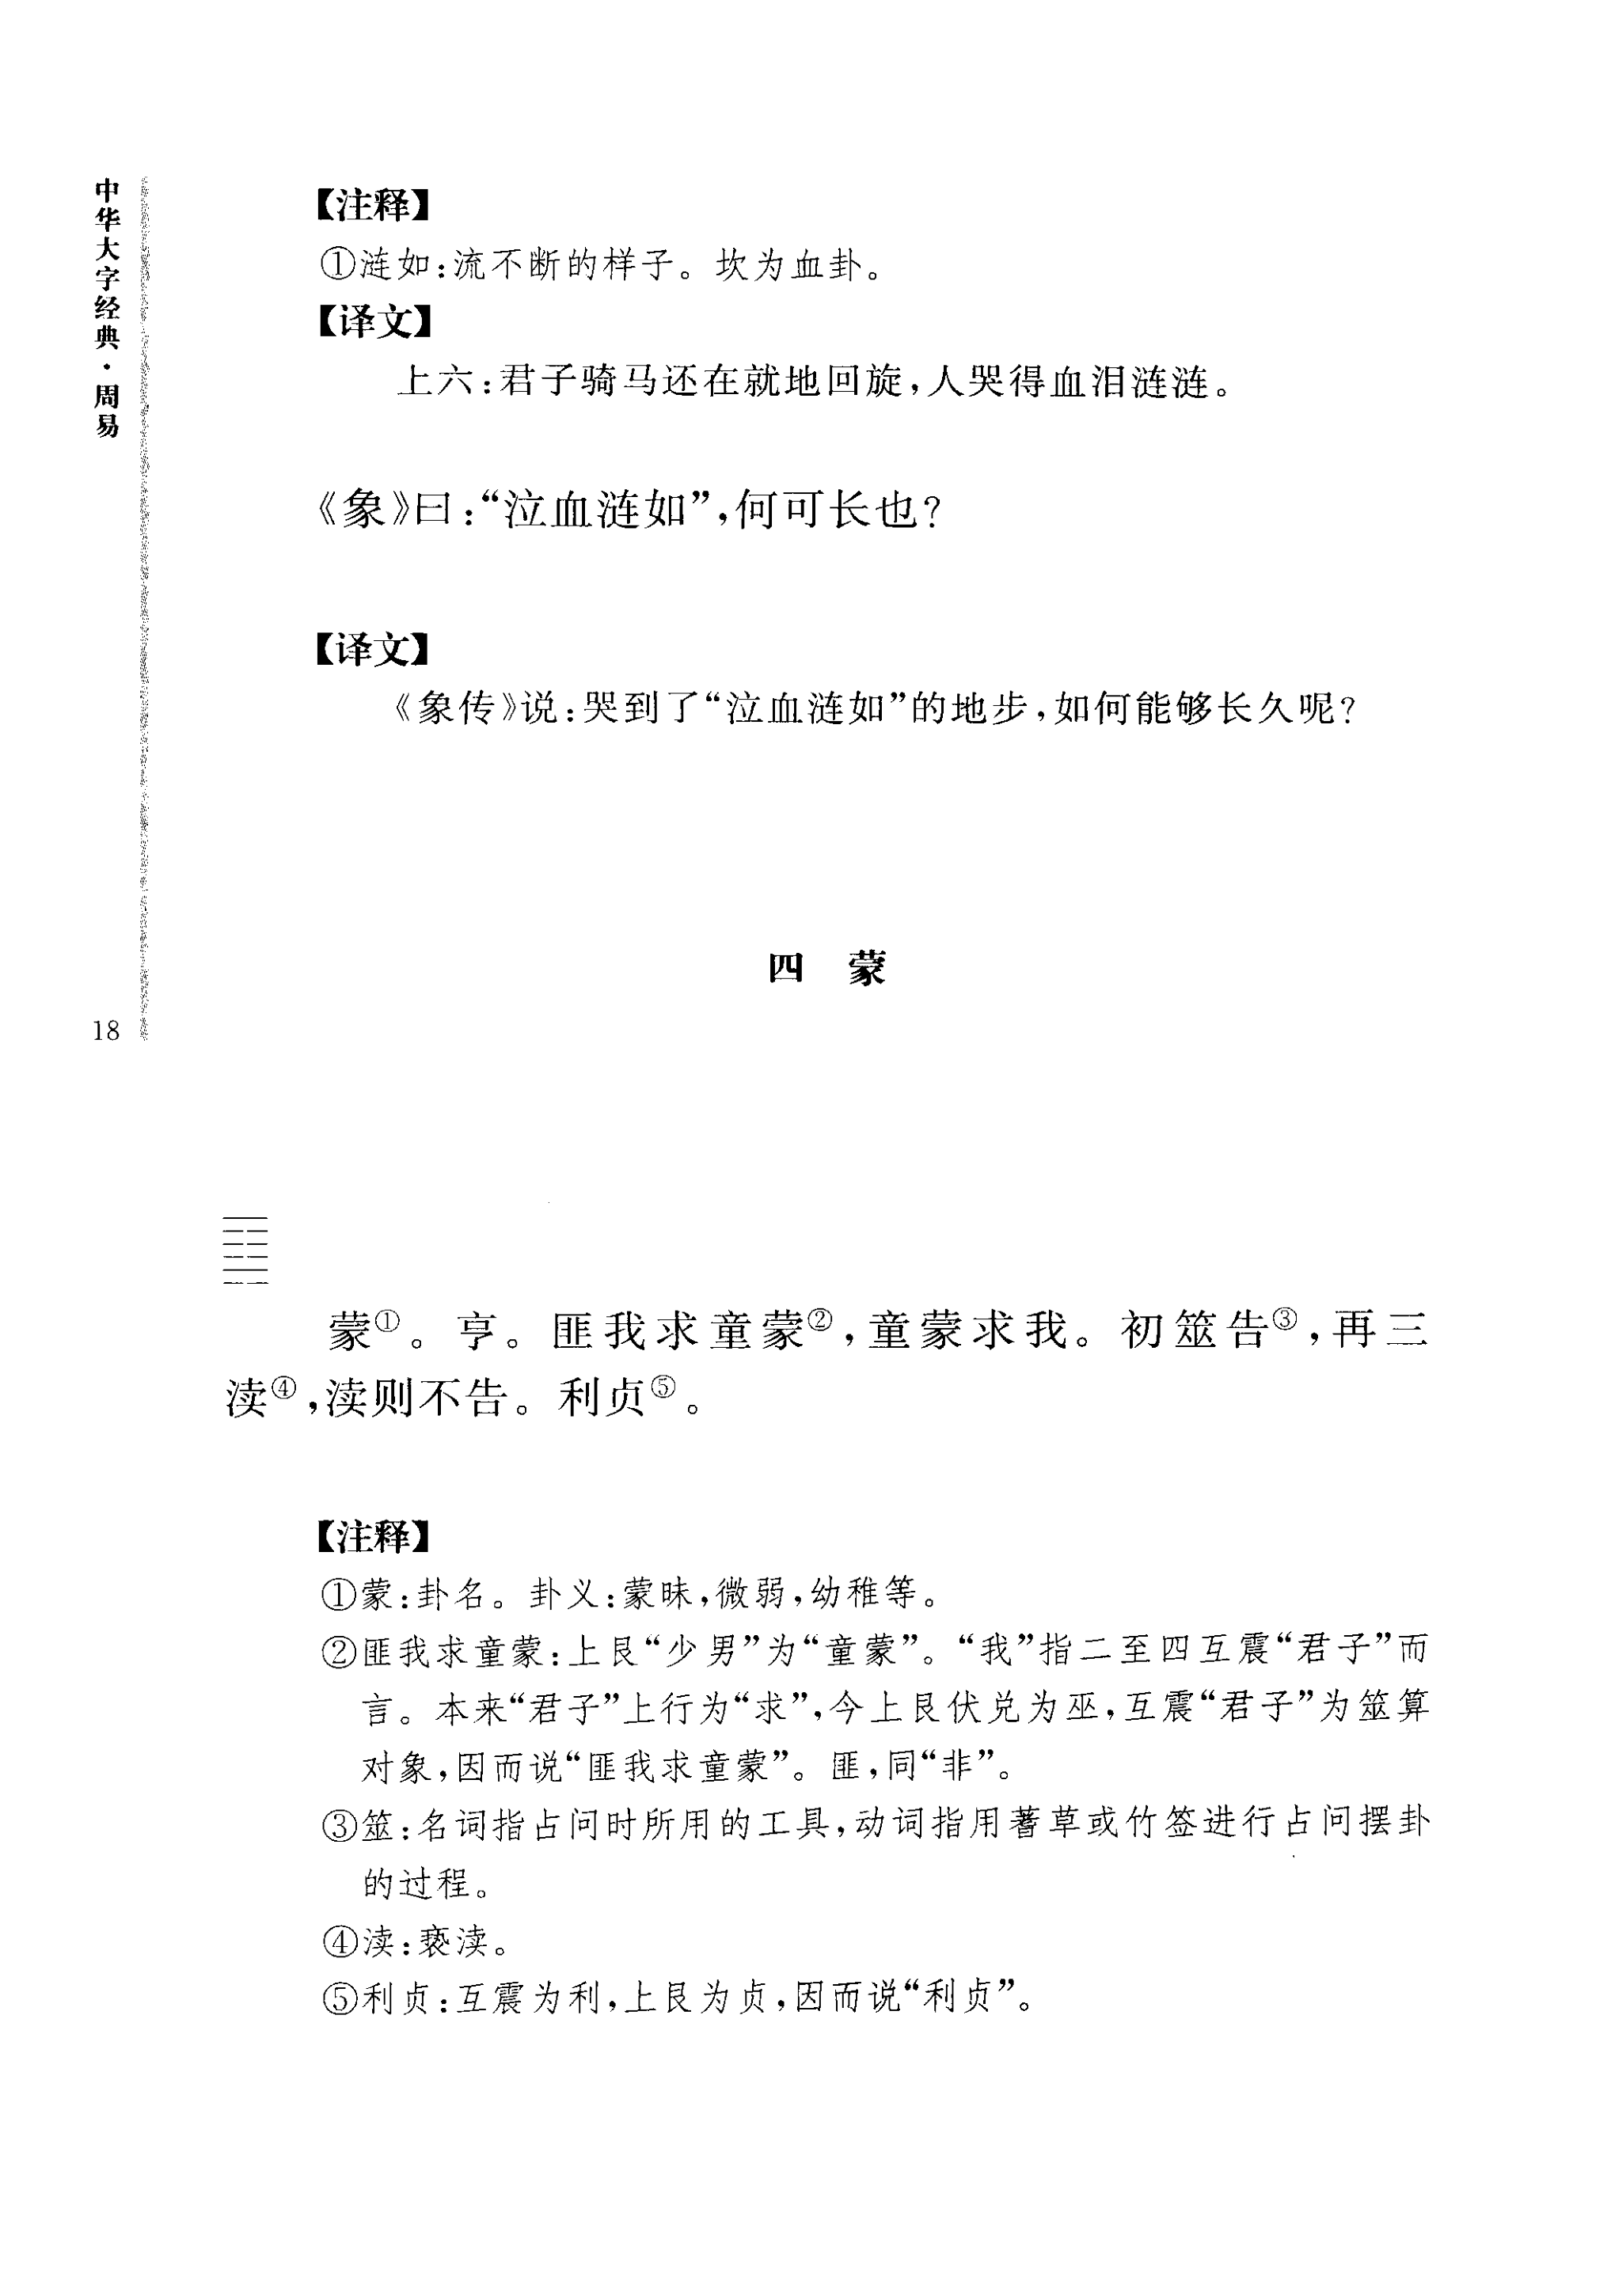 中华大字经典·周易
18
【注释】
①涟如:流不断的样子。坎为血卦。
【译文】
上六:君子骑马还在就地回旋,人哭得血泪涟涟。
《象》曰:“泣血涟如”,何可长也?
【译文】
《象传》说:哭到了“泣血涟如”的地步,如何能够长久呢?
四 蒙
蒙①。亨。匪我求童蒙②,童蒙求我。初筮告③,再三
渎④,渎则不告。利贞⑤。
【注释】
①蒙:卦名。卦义:蒙昧,微弱,幼稚等。
②匪我求童蒙:上艮“少男”为“童蒙”。“我”指二至四互震“君子”而
言。本来“君子”上行为“求”,今上艮伏兑为巫,互震“君子”为筮算
对象,因而说“匪我求童蒙”。匪,同“非”。
③筮:名词指占问时所用的工具,动词指用蓍草或竹签进行占问摆卦
的过程。
④渎:亵渎。
⑤利贞:互震为利,上艮为贞,因而说“利贞”。